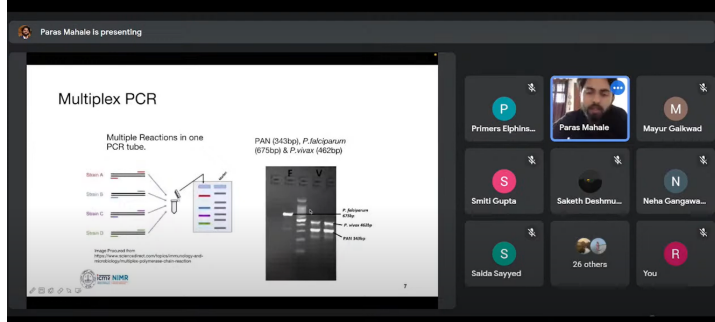 Paras Mahale is presenting
Multiplex PCR
Multiple Reactions in one
PCR tube.
PAN (343bp), P.falciparum
(675bp) & P.vivax (462bp)
Strain A
Strain B
Strain C
Strain D
F V
P. falciparum
675bp
P. vivax 462bp
PAN 343bp
Image Procured from
https://www.sciencedirect.com/topics/immunology-and-
microbiology/multiplex-polymerase-chain-reaction
icmr NIMR
7
P
Primers Elphins...
Paras Mahale
M
Mayur Gaikwad
S
Smiti Gupta
Saketh Deshmu...
N
Neha Gangawa...
S
Saida Sayyed
26 others
R
You